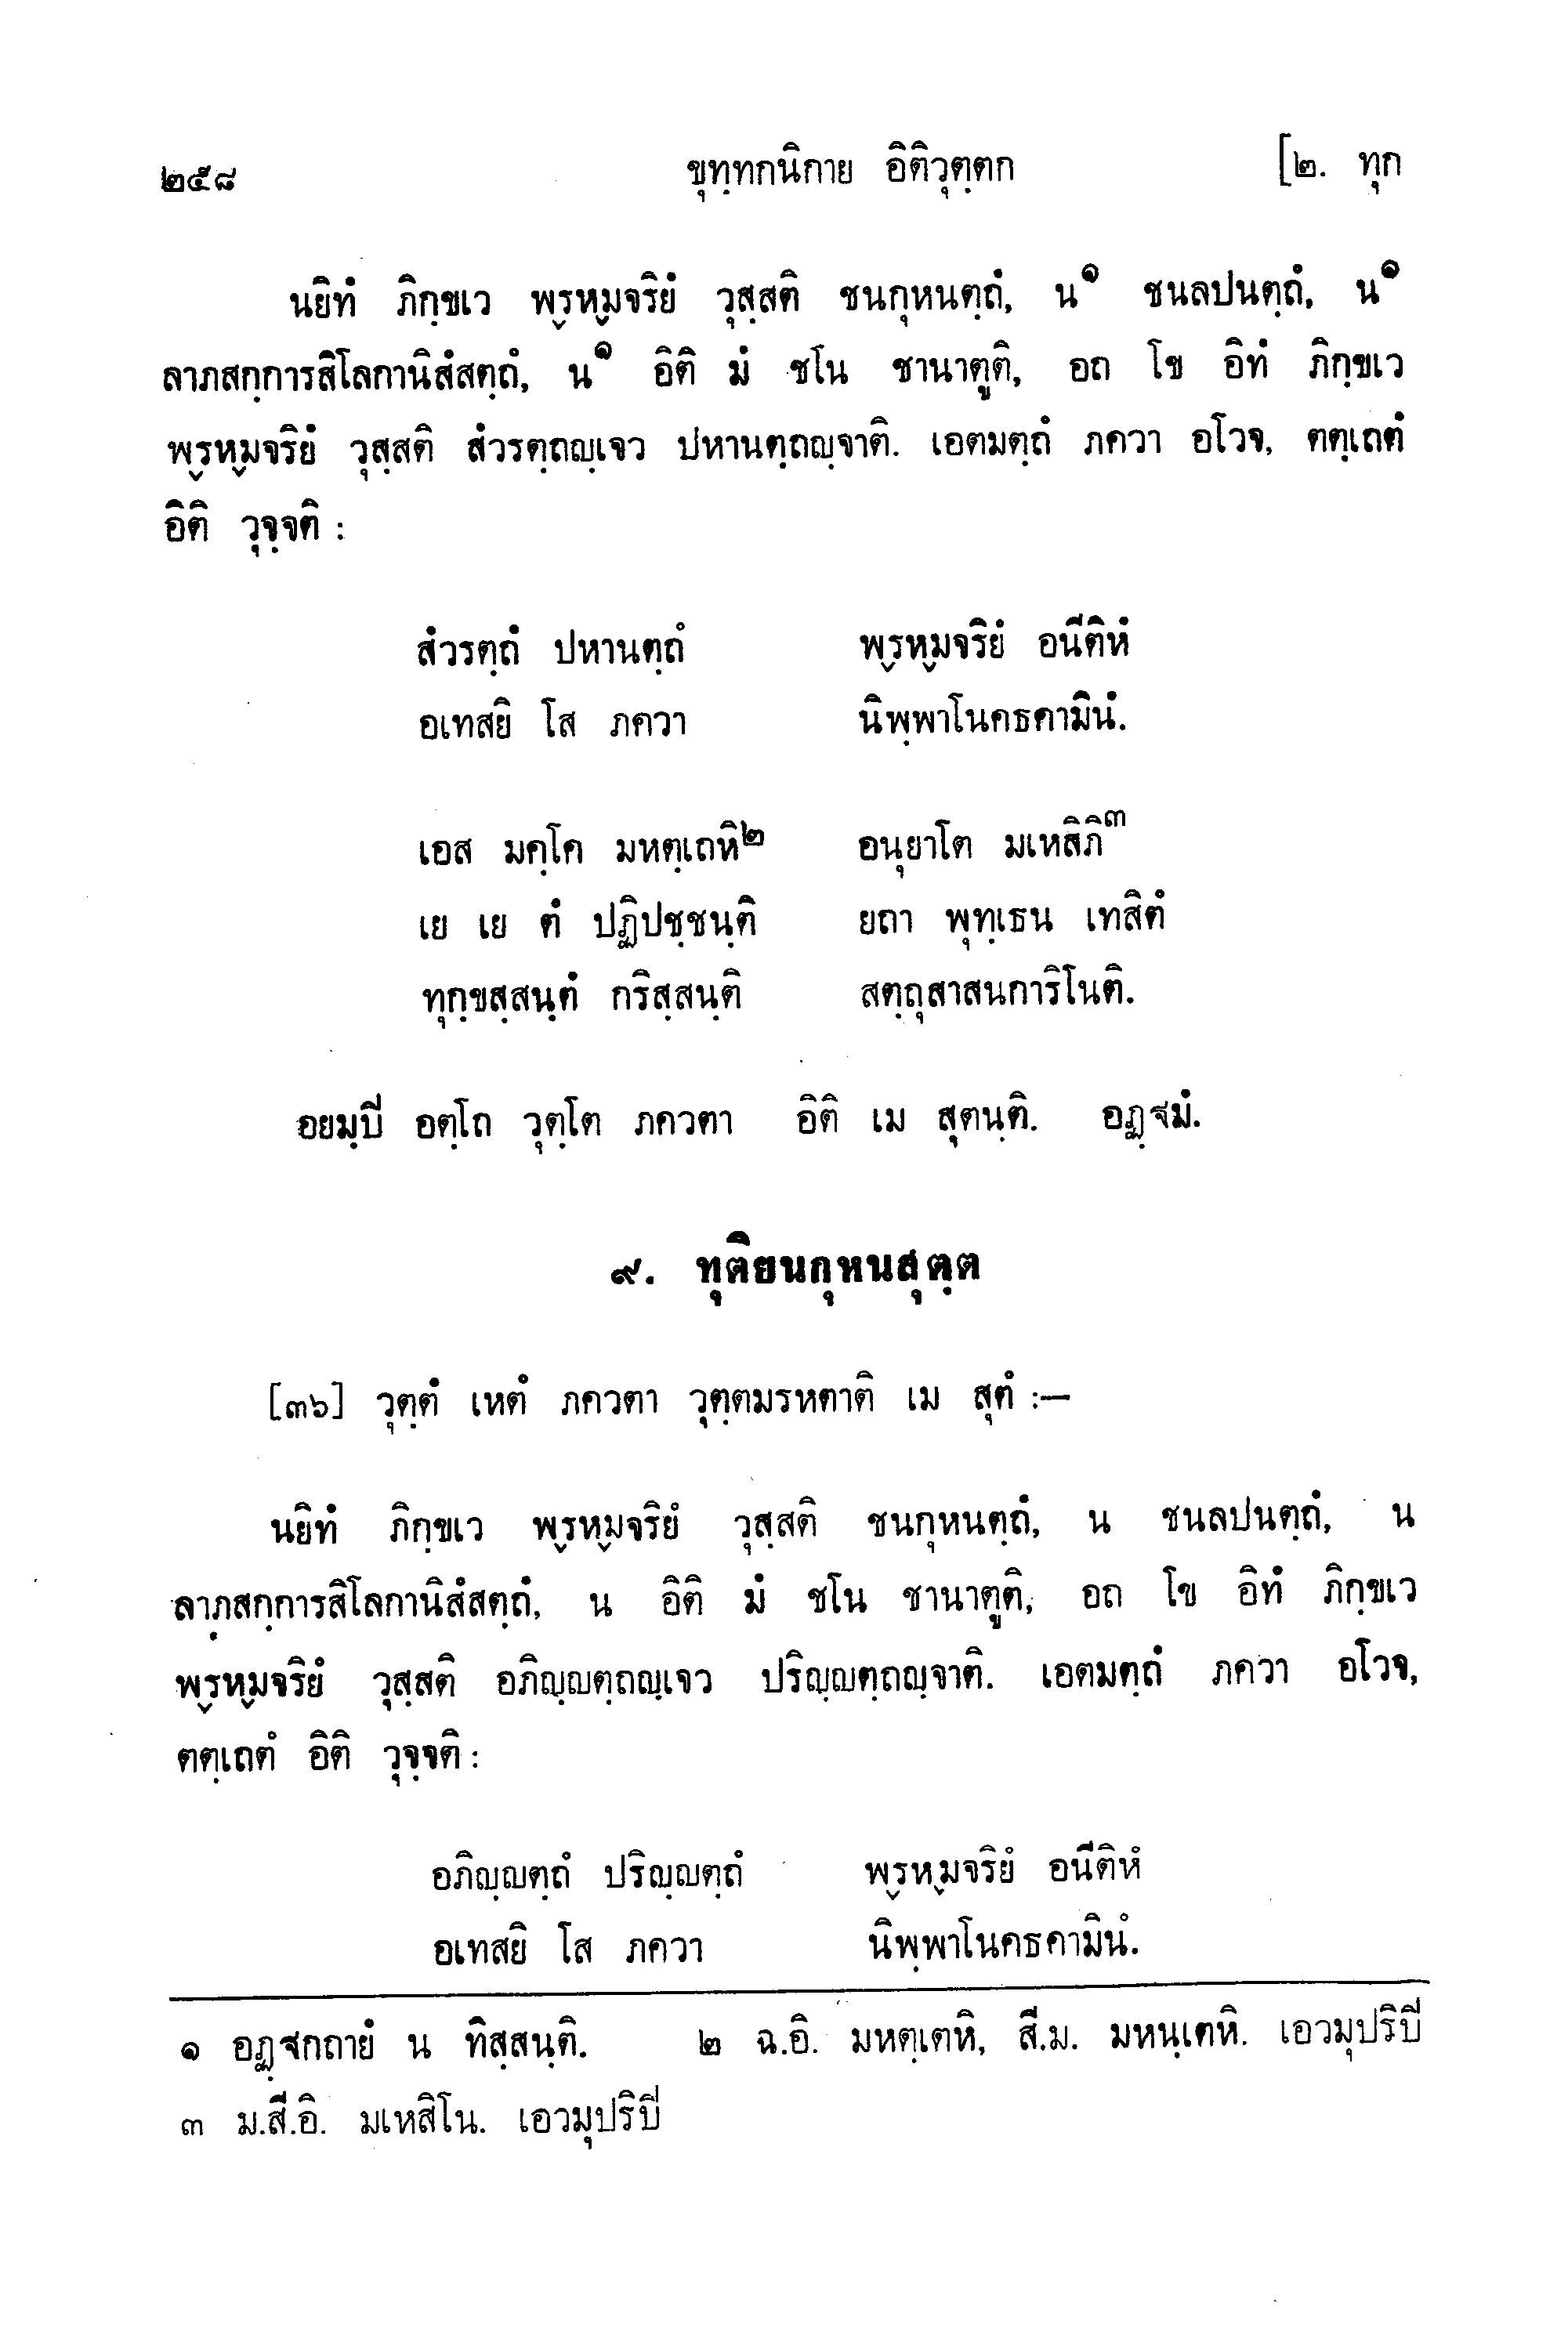 ๒๕๘ ขุทฺทกนิกาย อิติวุตฺตก [๒. ทุก
นยิทํ ภิกฺขเว พฺรหฺมจริยํ วุสฺสติ ชนกุหนตฺถํ, น๑ ชนลปนตฺถํ, น๑
ลาภสกฺการสิโลกานิสํสตฺถํ, น๑ อิติ มํ ชโน ชานาตูติ, อถ โข อิทํ ภิกฺขเว
พฺรหฺมจริยํ วุสฺสติ สํวรตฺถญฺเจว ปหานตฺถญฺจาติ. เอตมตฺถํ ภควา อโวจ, ตตฺเถตํ
อิติ วุจฺจติ :
สํวรตฺถํ ปหานตฺถํ พฺรหฺมจริยํ อนีติหํ
อเทสยิ โส ภควา นิพฺพาโนคธคามินํ.
เอส มคฺโค มหตฺเถหิ๒ อนุยาโต มเหสิภิ๓
เย เย ตํ ปฏิปชฺชนฺติ ยถา พุทฺเธน เทสิตํ
ทุกฺขสฺสนฺตํ กริสฺสนฺติ สตฺถุสาสนการิโนติ.
อยมฺปิ อตฺโถ วุตฺโต ภควตา อิติ เม สุตนฺติ. อฏฺฐมํ.
๙. ทุติยนกุหนสุตฺต
[๓๖] วุตฺตํ เหตํ ภควตา วุตฺตมรหตาติ เม สุตํ :—
นยิทํ ภิกฺขเว พฺรหฺมจริยํ วุสฺสติ ชนกุหนตฺถํ, น ชนลปนตฺถํ, น
ลาภสกฺการสิโลกานิสํสตฺถํ, น อิติ มํ ชโน ชานาตูติ, อถ โข อิทํ ภิกฺขเว
พฺรหฺมจริยํ วุสฺสติ อภิญฺญตฺถญฺเจว ปริญฺญตฺถญฺจาติ. เอตมตฺถํ ภควา อโวจ,
ตตฺเถตํ อิติ วุจฺจติ :
อภิญฺญตฺถํ ปริญฺญตฺถํ พฺรหฺมจริยํ อนีติหํ
อเทสยิ โส ภควา นิพฺพาโนคธคามินํ.
๑ อฏฺฐกถายํ น ทิสฺสนฺติ. ๒ ฉ.อิ. มหตฺเตหิ, สี.ม. มหนฺเตหิ. เอวมุปริปิ
๓ ม.สี.อิ. มเหสิโน. เอวมุปริปิ